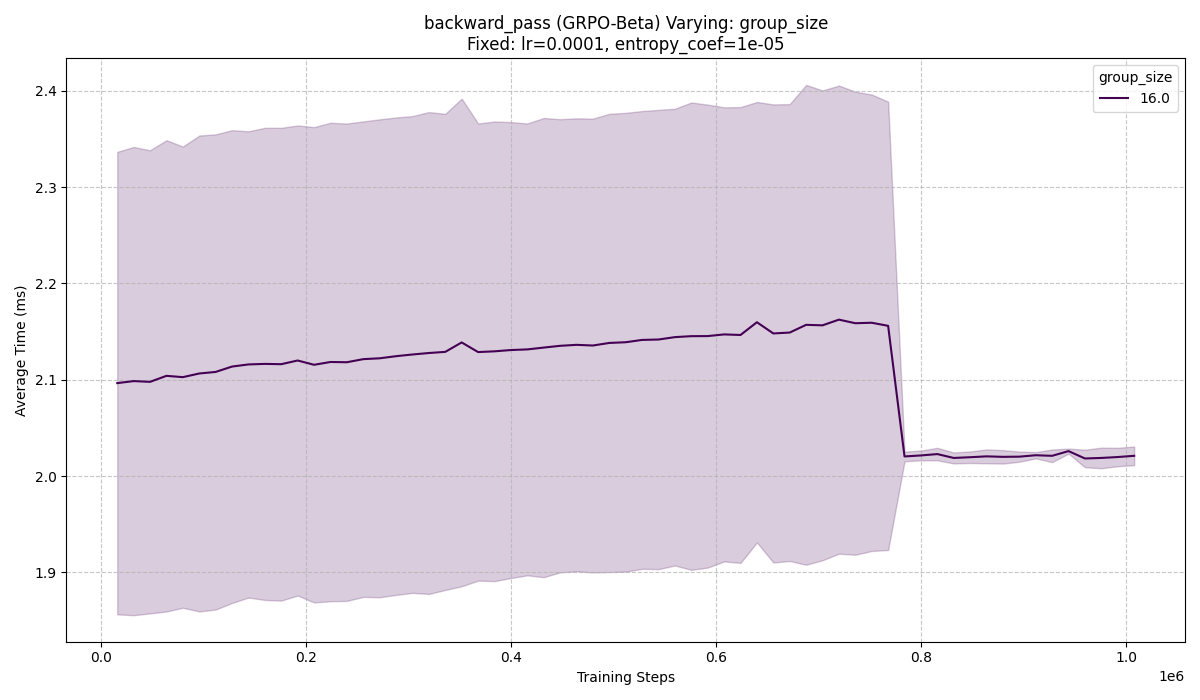 backward_pass (GRPO-Beta) Varying: group_size
Fixed: lr=0.0001, entropy_coef=1e-05
group_size
16.0
Average Time (ms)
2.4
2.3
2.2
2.1
2.0
1.9
0.0 0.2 0.4 0.6 0.8 1.0
1e6
Training Steps